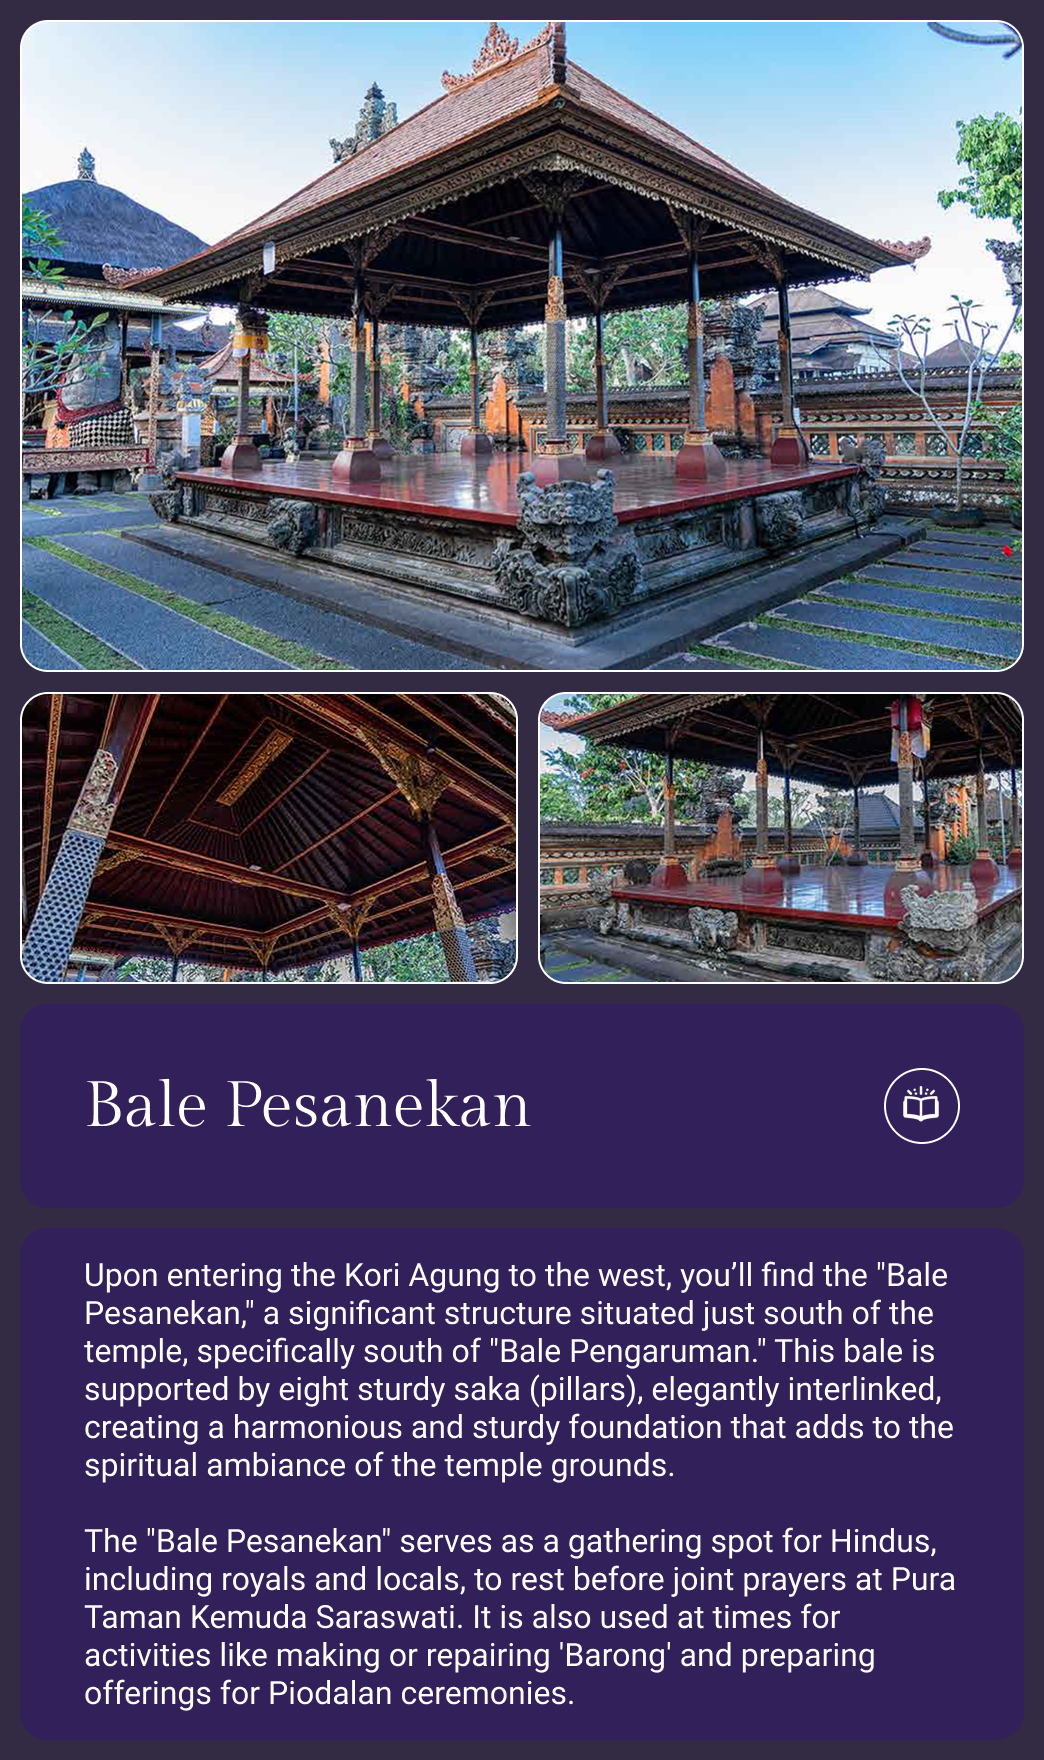 Bale Pesanekan
Upon entering the Kori Agung to the west, you’ll find the "Bale
Pesanekan," a significant structure situated just south of the
temple, specifically south of "Bale Pengaruman." This bale is
supported by eight sturdy saka (pillars), elegantly interlinked,
creating a harmonious and sturdy foundation that adds to the
spiritual ambiance of the temple grounds.
The "Bale Pesanekan" serves as a gathering spot for Hindus,
including royals and locals, to rest before joint prayers at Pura
Taman Kemuda Saraswati. It is also used at times for
activities like making or repairing 'Barong' and preparing
offerings for Piodalan ceremonies.